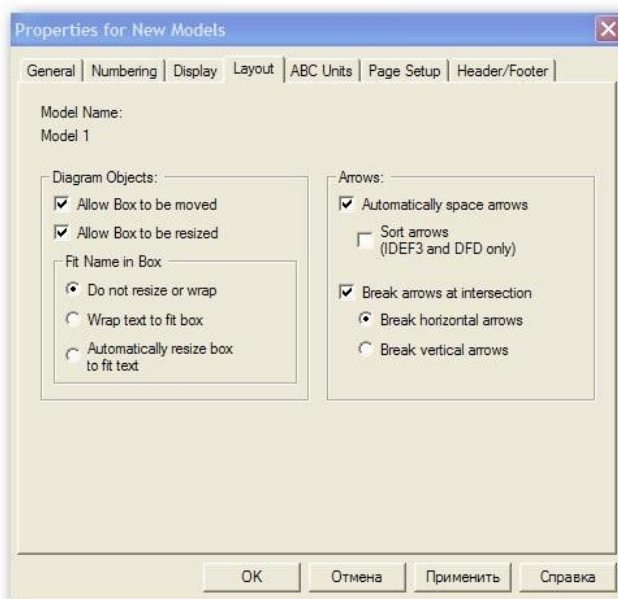 Properties for New Models
General Numbering Display Layout ABC Units Page Setup Header/Footer
Model Name:
Model 1
Diagram Objects:
Allow Box to be moved
Allow Box to be resized
Fit Name in Box
Do not resize or wrap
Wrap text to fit box
Automatically resize box
to fit text
Arrows:
Automatically space arrows
Sort arrows
(IDEF3 and DFD only)
Break arrows at intersection
Break horizontal arrows
Break vertical arrows
OK Отмена Применить Справка